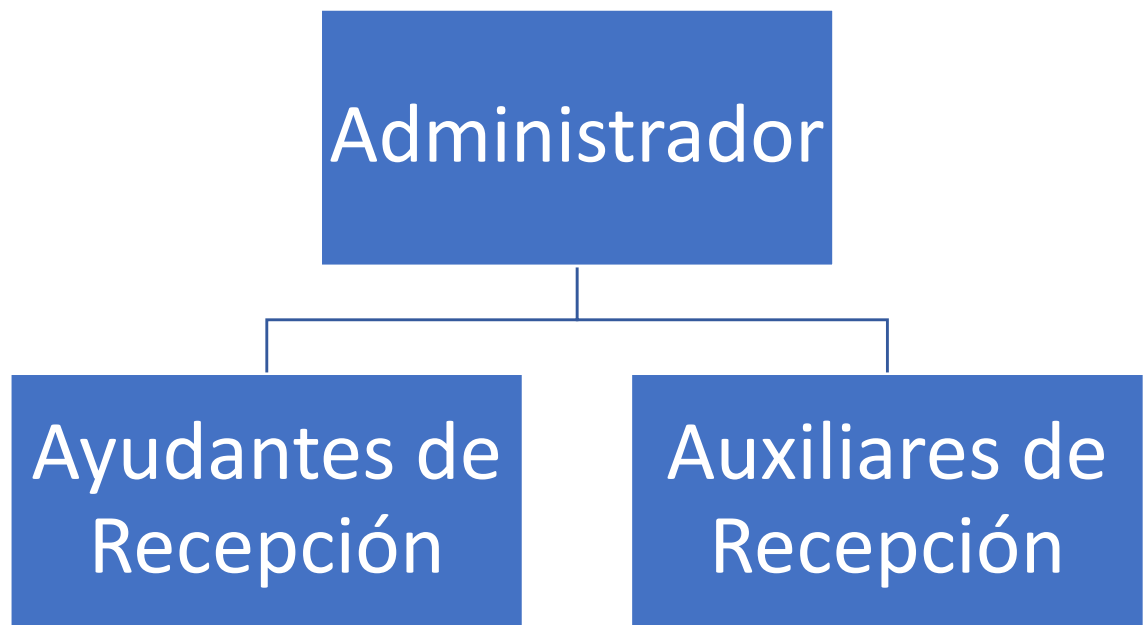 Administrador
Ayudantes de
Recepción
Auxiliares de
Recepción